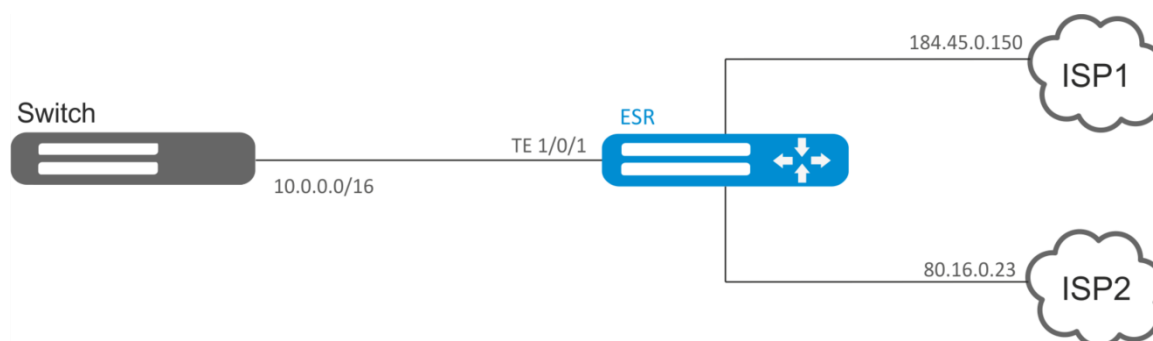 184.45.0.150
ISP1
Switch
ESR
TE 1/0/1
10.0.0.0/16
80.16.0.23
ISP2